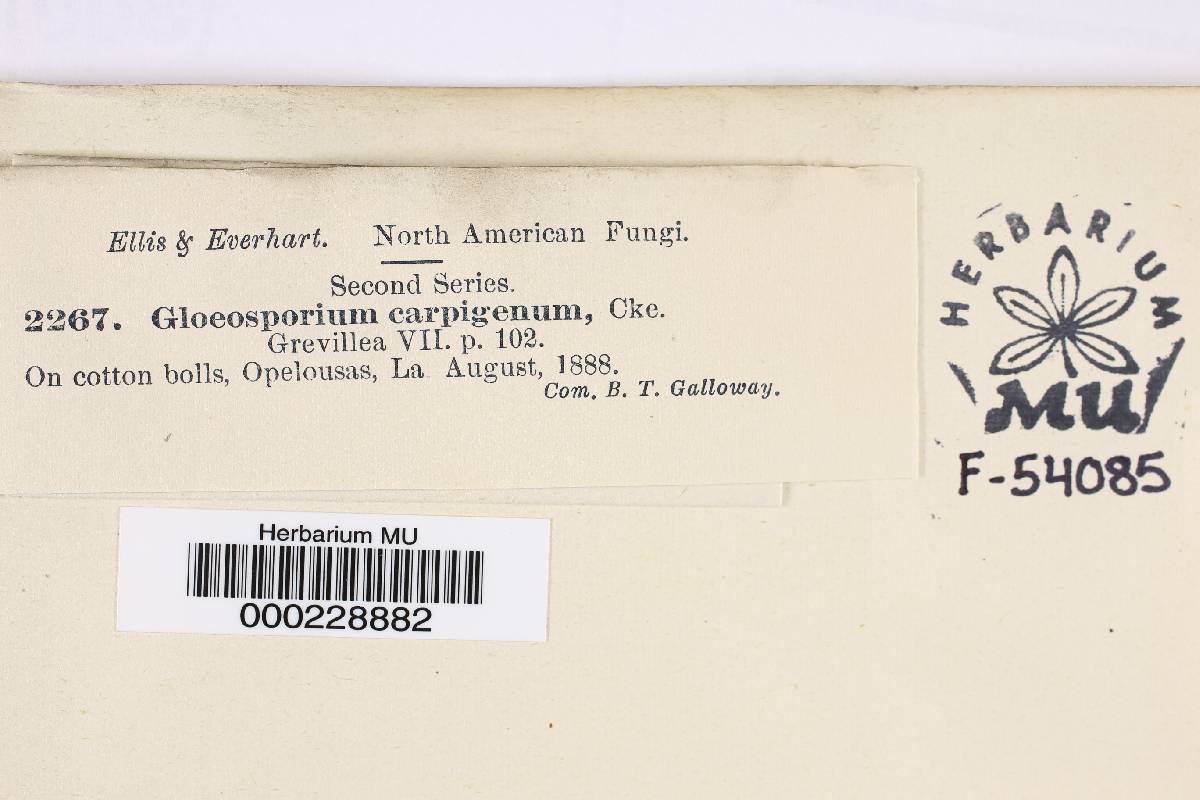 Ellis & Everhart. North American Fungi.
Second Series.
2267. Gloeosporium carpigenum, Cke.
Grevillea VII. p. 102.
On cotton bolls, Opelousas, La August, 1888.
Com. B. T. Galloway.
HERBARIUM
MU
F-54085
Herbarium MU
000228882